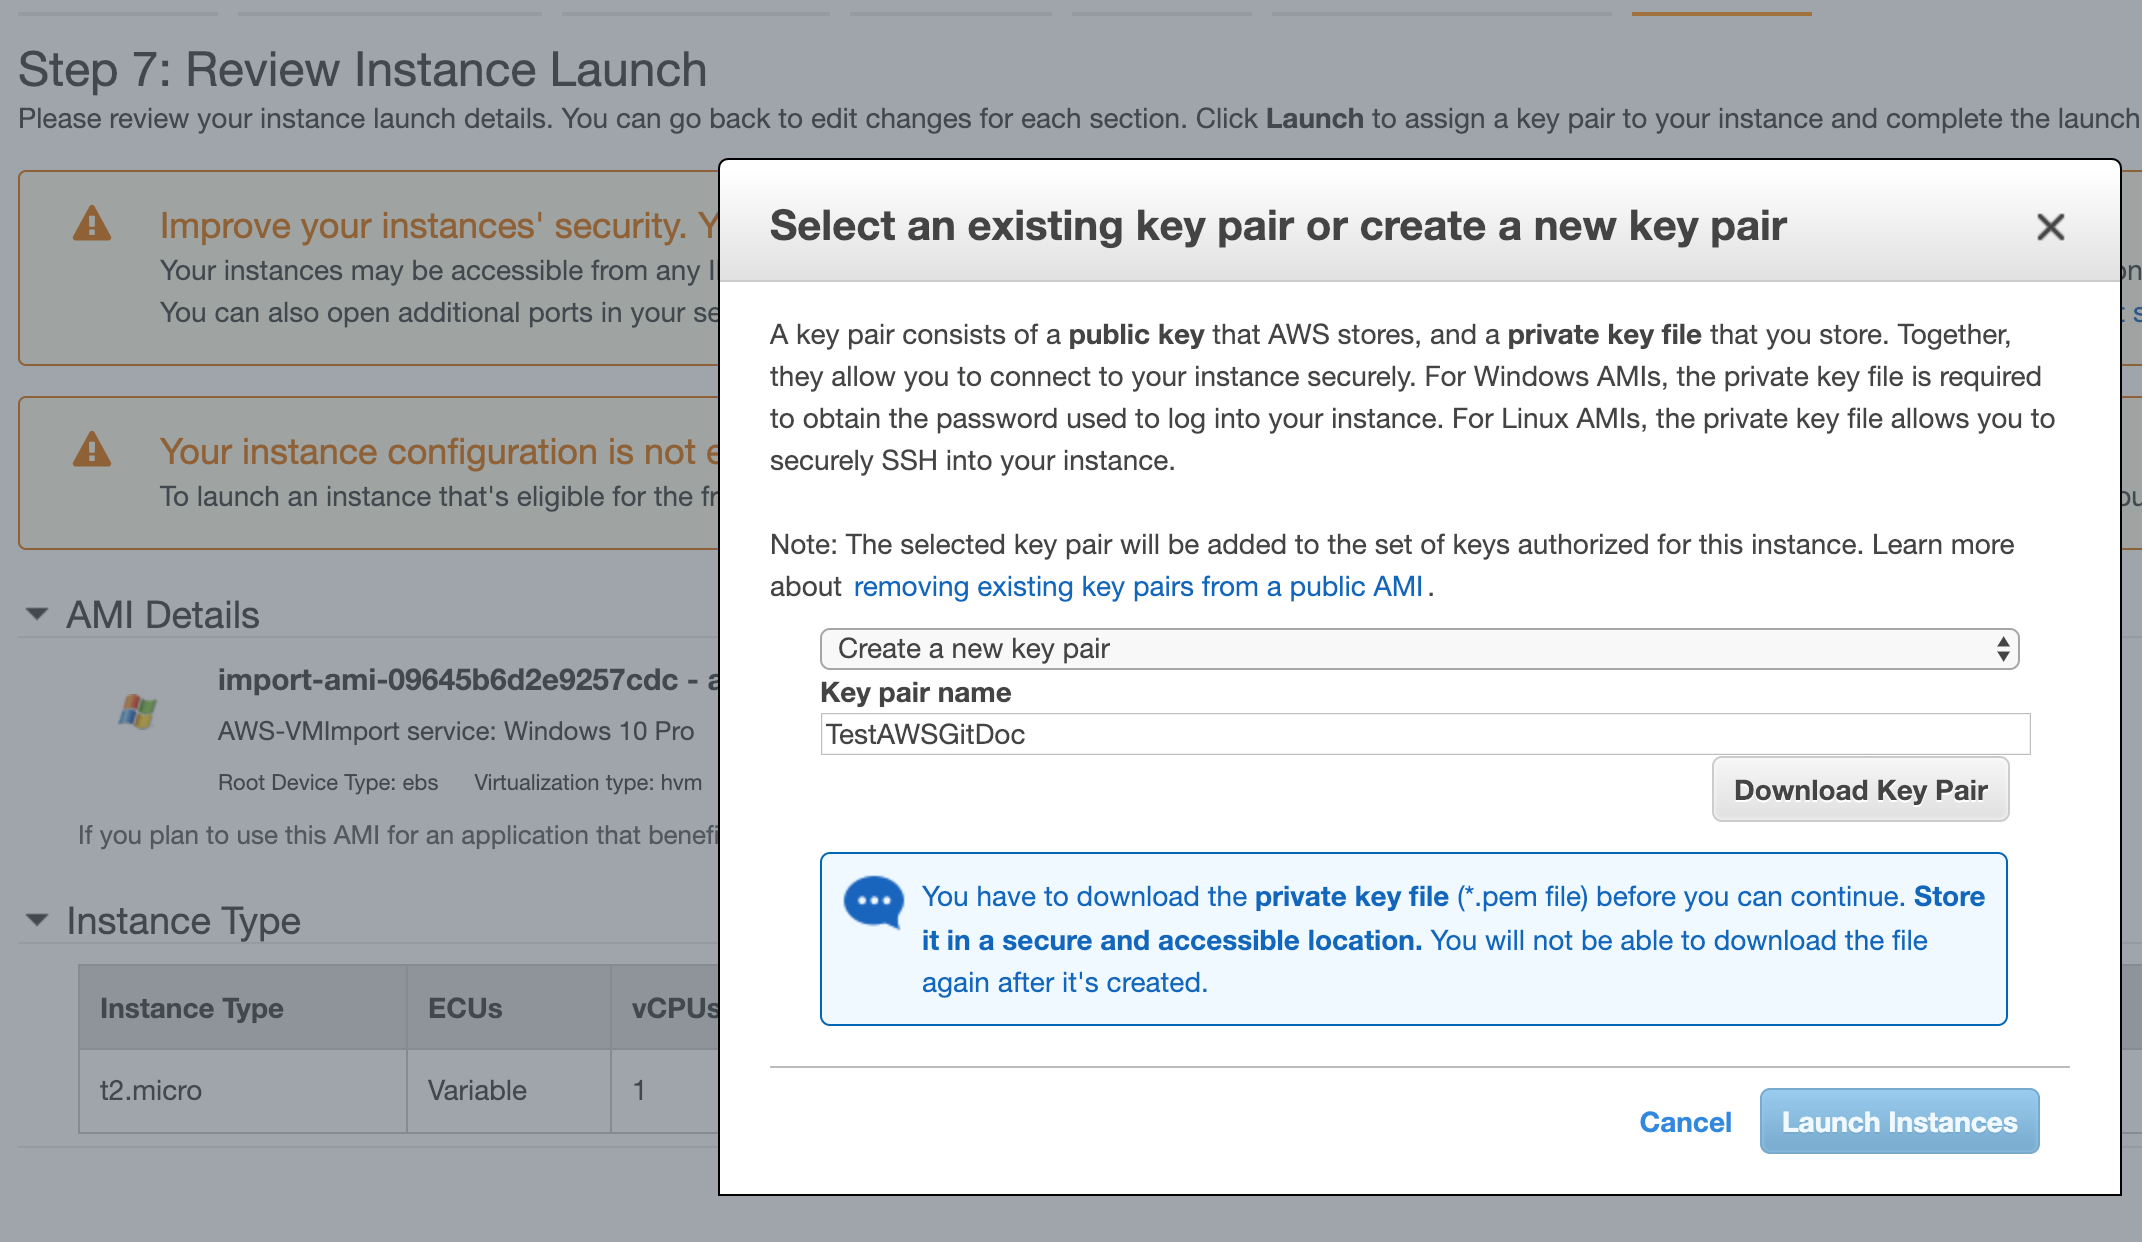 Step 7: Review Instance Launch
Please review your instance launch details. You can go back to edit changes for each section. Click Launch to assign a key pair to your instance and complete the launch
Improve your instances' security.
Your instances may be accessible from any
You can also open additional ports in your
Your instance configuration is not
To launch an instance that's eligible for the
AMI Details
import-ami-09645b6d2e9257cdc -
AWS-VMImport service: Windows 10 Pro
Root Device Type: ebs Virtualization type: hvm
If you plan to use this AMI for an application that
Instance Type
Instance Type ECUs vCPUs
t2.micro Variable 1
Select an existing key pair or create a new key pair
A key pair consists of a public key that AWS stores, and a private key file that you store. Together,
they allow you to connect to your instance securely. For Windows AMIs, the private key file is required
to obtain the password used to log into your instance. For Linux AMIs, the private key file allows you to
securely SSH into your instance.
Note: The selected key pair will be added to the set of keys authorized for this instance. Learn more
about removing existing key pairs from a public AMI.
Create a new key pair
Key pair name
TestAWSGitDoc
Download Key Pair
You have to download the private key file (*.pem file) before you can continue. Store
it in a secure and accessible location. You will not be able to download the file
again after it's created.
Cancel
Launch Instances